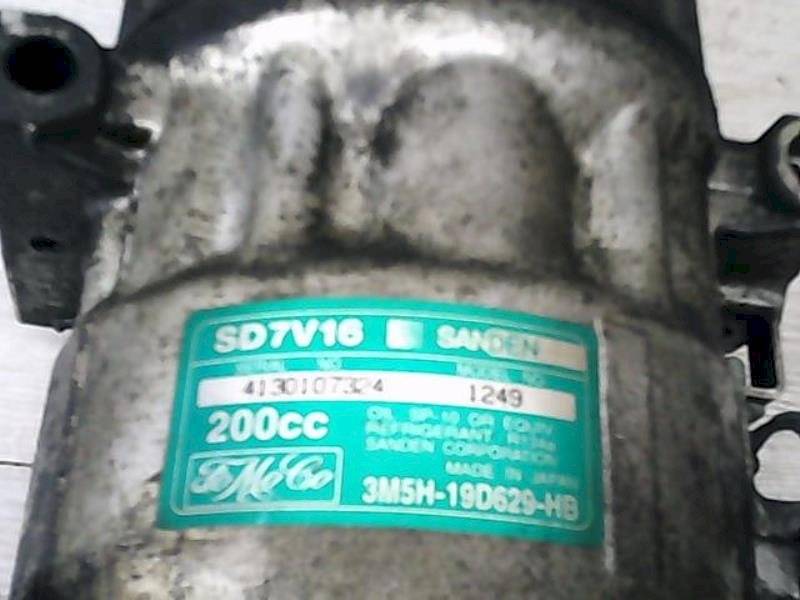 SD7V16 SANDEN
SERIAL NO MODEL NO
4130107324 1249
200cc
OIL SP-10 OR EQUIV
REFRIGERANT R134a
SANDEN CORPORATION
MADE IN JAPAN
FoMoCo 3M5H-19D629-HB